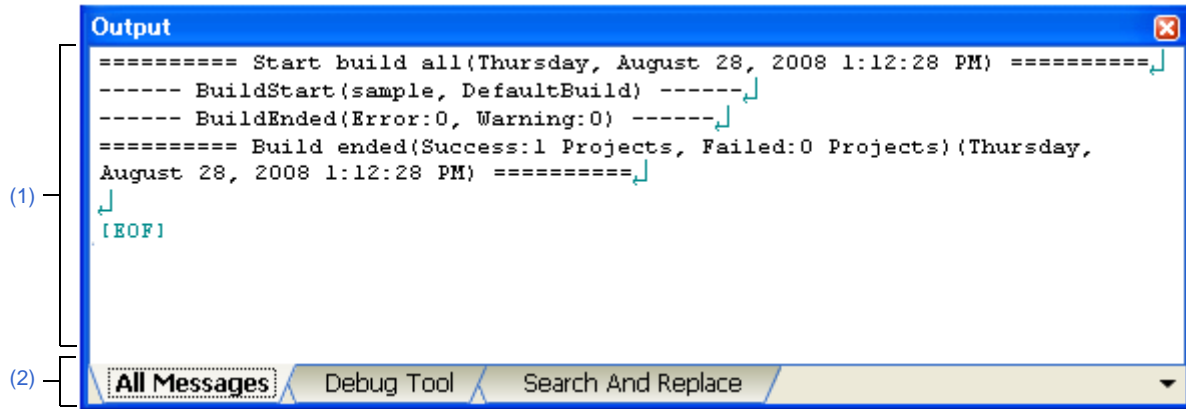 Output
========== Start build all(Thursday, August 28, 2008 1:12:28 PM) ==========
------ BuildStart(sample, DefaultBuild) ------
------ BuildEnded(Error:0, Warning:0) ------
========== Build ended(Success:1 Projects, Failed:0 Projects)(Thursday,
August 28, 2008 1:12:28 PM) ==========
(1)
[EOF]
(2)
All Messages
Debug Tool
Search And Replace